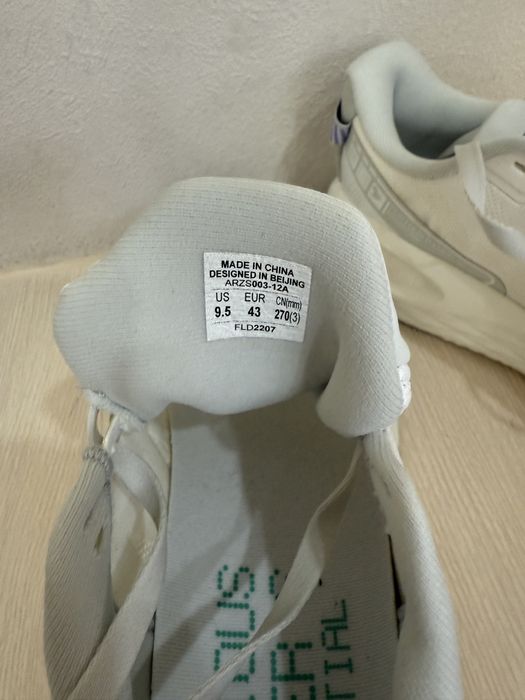 MADE IN CHINA
DESIGNED IN BEIJING
ARZS003-12A
US EUR CN(mm)
9.5 43 270(3)
FLD2207